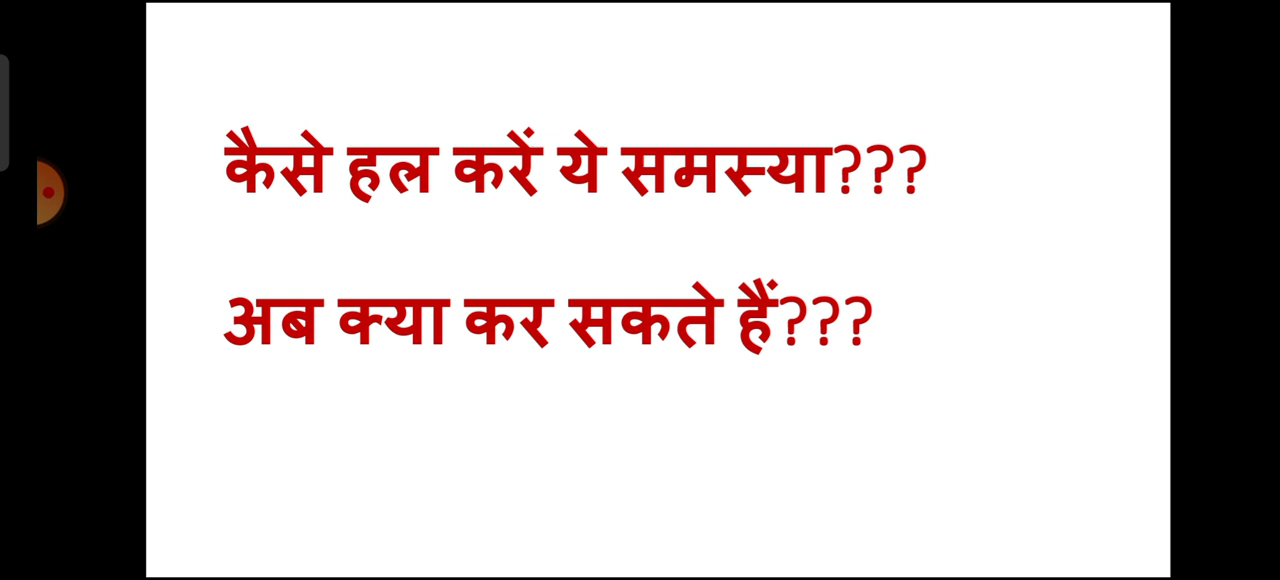 कैसे हल करें ये समस्या???
अब क्या कर सकते हैं???